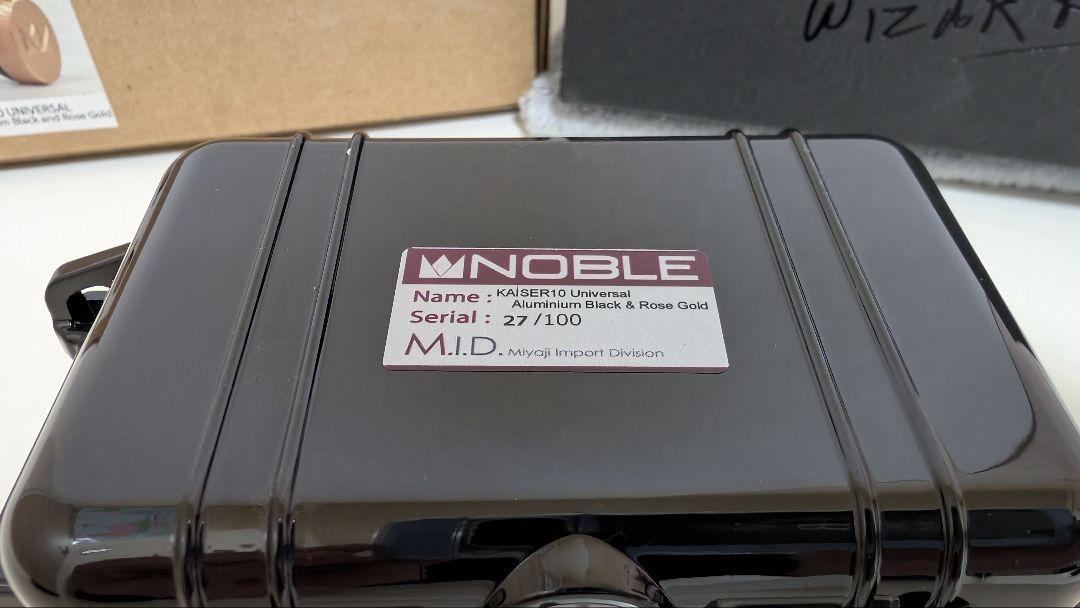 UNIVERSAL
Black and Rose Gold
NOBLE
Name : KAISER10 Universal
Aluminium Black & Rose Gold
Serial : 27 /100
M.I.D. Miyaji Import Division